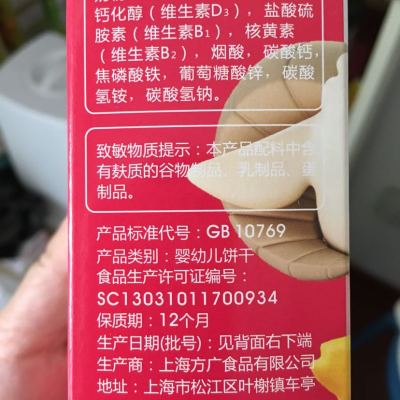 钙化醇（维生素D₃），盐酸硫
胺素（维生素B₁），核黄素
（维生素B₂），烟酸，碳酸钙，
焦磷酸铁，葡萄糖酸锌，碳酸
氢铵，碳酸氢钠。
致敏物质提示：本产品配料中含
有麸质的谷物制品、乳制品、蛋
制品。
产品标准代号：GB 10769
产品类别：婴幼儿饼干
食品生产许可证编号：
SC13031011700934
保质期：12个月
生产日期(批号)：见背面右下端
生产商：上海方广食品有限公司
地址：上海市松江区叶榭镇车亭